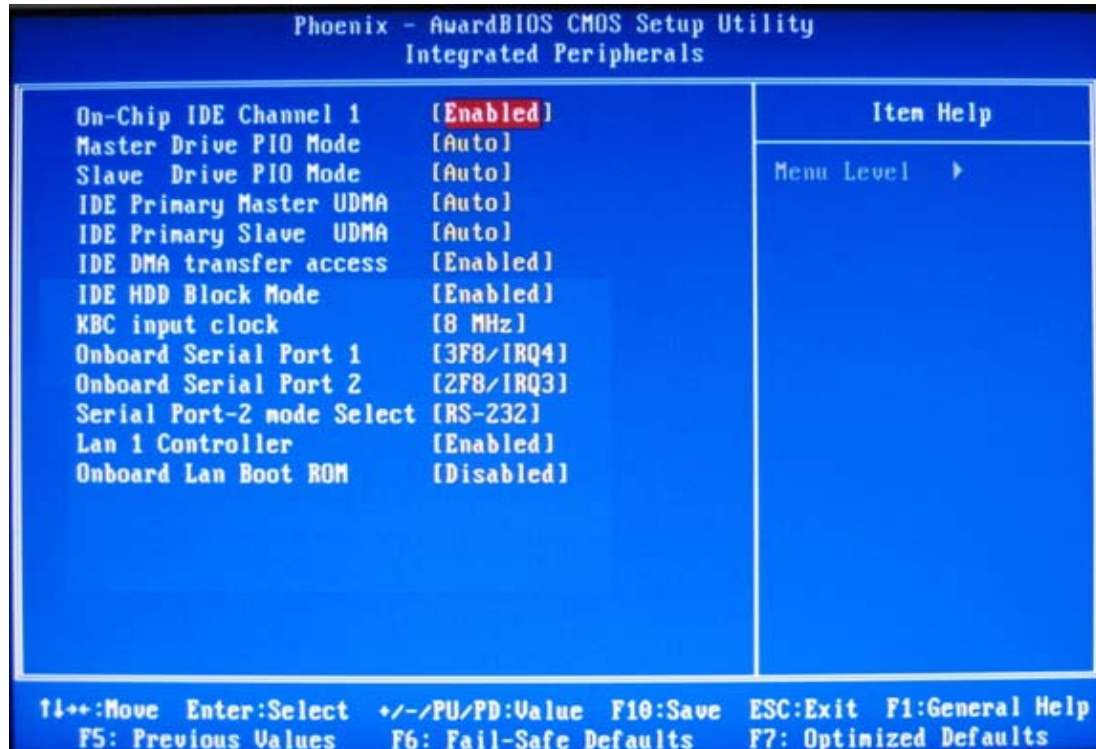 Phoenix - AwardBIOS CMOS Setup Utility
Integrated Peripherals
On-Chip IDE Channel 1 [Enabled]
Master Drive PIO Mode [Auto]
Slave Drive PIO Mode [Auto]
IDE Primary Master UDMA [Auto]
IDE Primary Slave UDMA [Auto]
IDE DMA transfer access [Enabled]
IDE HDD Block Mode [Enabled]
KBC input clock [8 MHz]
Onboard Serial Port 1 [3F8/IRQ4]
Onboard Serial Port 2 [2F8/IRQ3]
Serial Port-2 mode Select [RS-232]
Lan 1 Controller [Enabled]
Onboard Lan Boot ROM [Disabled]
Item Help
Menu Level ▶
↑↓→←:Move Enter:Select +/-/PU/PD:Value F10:Save ESC:Exit F1:General Help
F5: Previous Values F6: Fail-Safe Defaults F7: Optimized Defaults